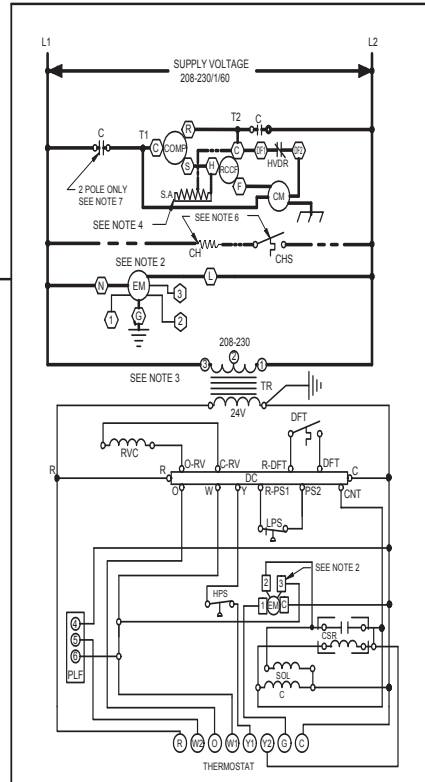 L1 L2
SUPPLY VOLTAGE
208-230/1/60
C T1 C COMP R T2 C
C DF1 HVDR DF2
S H RCCF
F CM
2 POLE ONLY
SEE NOTE 7
S.A
SEE NOTE 4
SEE NOTE 6
CH CHS
SEE NOTE 2
N EM L
3
1 G 2
208-230
3 2 1
SEE NOTE 3
TR
24V
DFT
RVC
O-RV C-RV R-DFT DFT
R R DC C
O W Y R-PS1 PS2 CNT
LPS
SEE NOTE 2
2 3
HPS
1 EM C
4
5
6
PLF
CSR
SOL
C
R W2 O W1 Y1 Y2 G C
THERMOSTAT